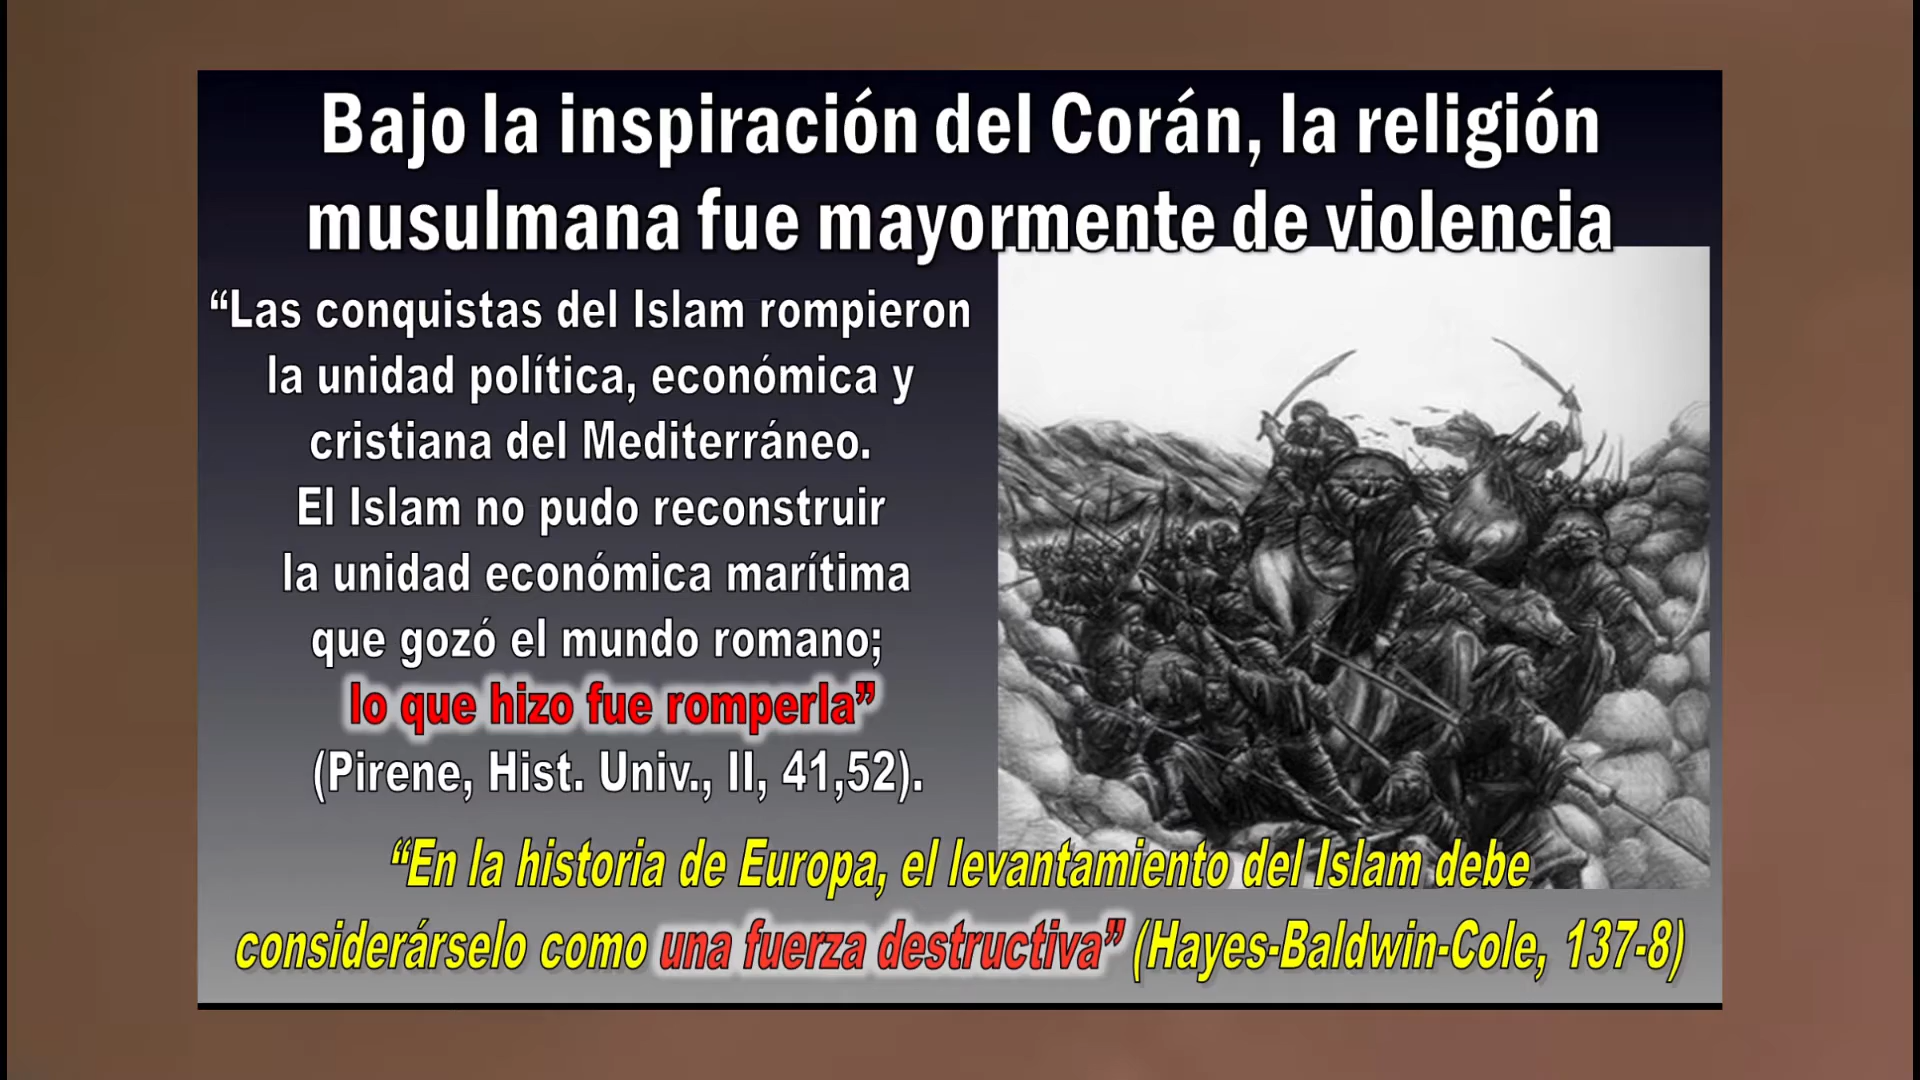 Bajo la inspiración del Corán, la religión
musulmana fue mayormente de violencia
“Las conquistas del Islam rompieron
la unidad política, económica y
cristiana del Mediterráneo.
El Islam no pudo reconstruir
la unidad económica marítima
que gozó el mundo romano;
lo que hizo fue romperla”
(Pirene, Hist. Univ., II, 41,52).
“En la historia de Europa, el levantamiento del Islam debe
considerárselo como una fuerza destructiva” (Hayes-Baldwin-Cole, 137-8)